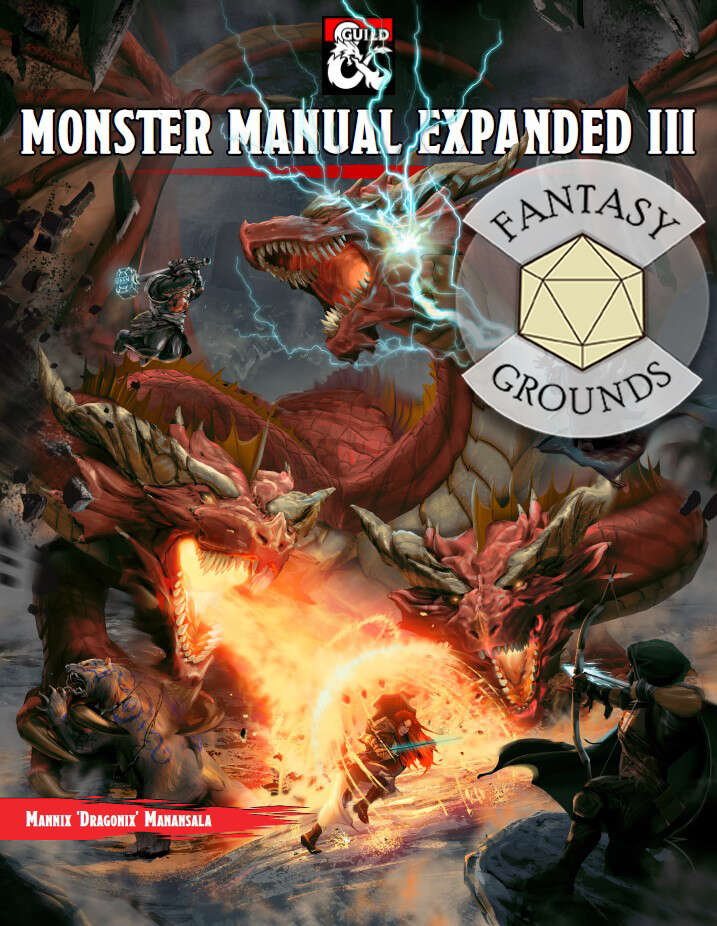 GUILD
MONSTER MANUAL EXPANDED III
FANTASY
GROUNDS
Mannix 'Dragonix' Manansala